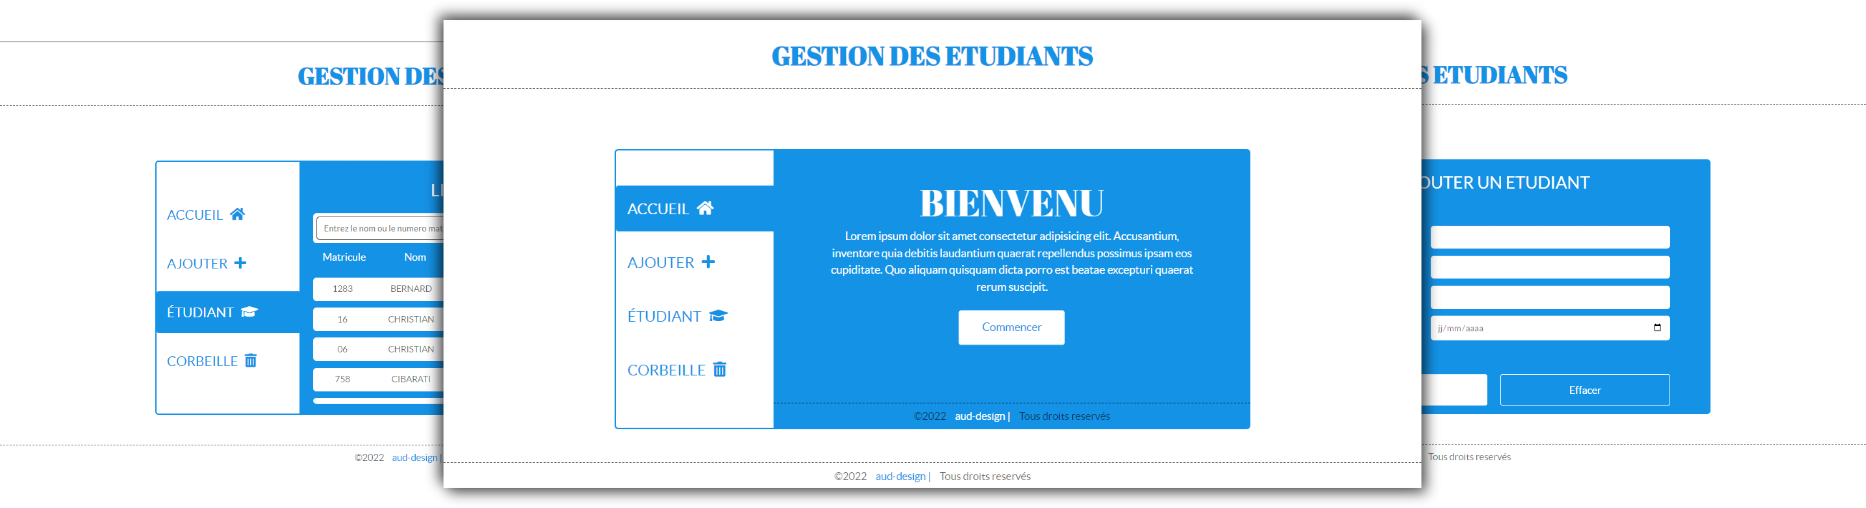 GESTION DES
ACCUEIL
AJOUTER
ÉTUDIANT
CORBEILLE
Entrez le nom ou le numero mat
Matricule Nom
1283 BERNARD
16 CHRISTIAN
06 CHRISTIAN
758 CIBARATI
©2022 aud-design |
GESTION DES ETUDIANTS
ACCUEIL
AJOUTER
ÉTUDIANT
CORBEILLE
BIENVENU
Lorem ipsum dolor sit amet consectetur adipisicing elit. Accusantium,
inventore quia debitis laudantium quaerat repellendus possimus ipsam eos
cupiditate. Quo aliquam quisquam dicta porro est beatae excepturi quaerat
rerum suscipit.
Commencer
©2022 aud-design | Tous droits reservés
©2022 aud-design | Tous droits reservés
ETUDIANTS
UN ETUDIANT
jj/mm/aaaa
Effacer
Tous droits reservés